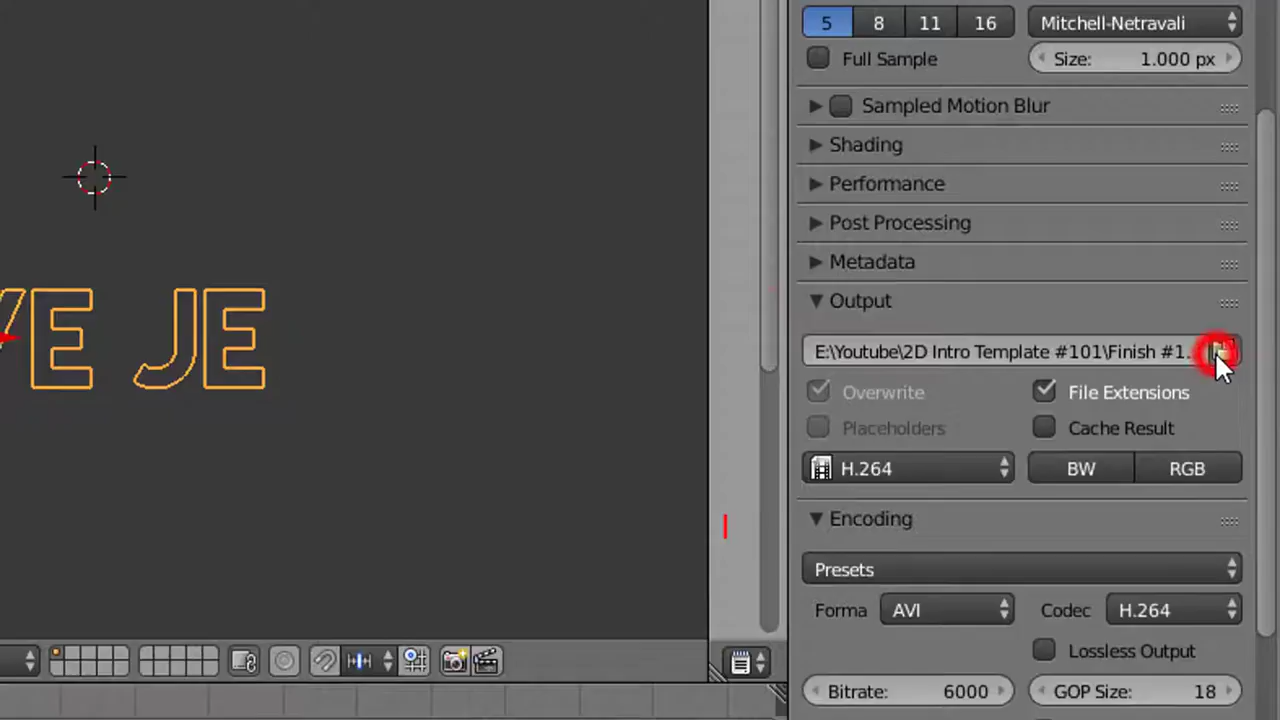 5 8 11 16 Mitchell-Netravali
Full Sample Size: 1.000 px
Sampled Motion Blur
Shading
Performance
Post Processing
Metadata
Output
E:\Youtube\2D Intro Template #101\Finish #1...
Overwrite File Extensions
Placeholders Cache Result
H.264 BW RGB
Encoding
Presets
Forma AVI Codec H.264
Lossless Output
Bitrate: 6000 GOP Size: 18
E JE